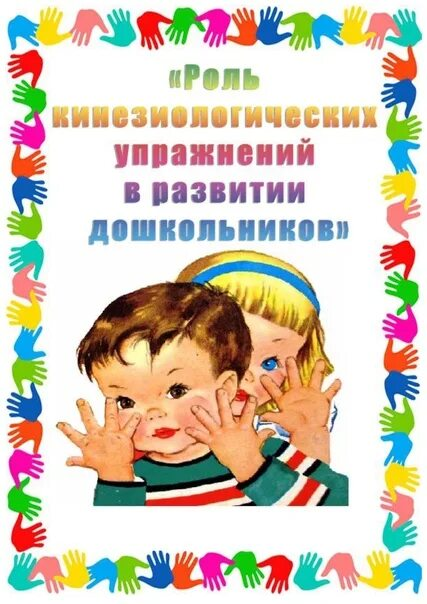 «Роль
кинезиологических
упражнений
в развитии
дошкольников»